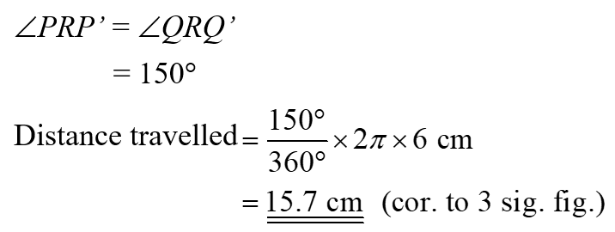 ∠PRP’ = ∠QRQ’
= 150°
Distance travelled = 150°/360° × 2π × 6 cm
= 15.7 cm (cor. to 3 sig. fig.)